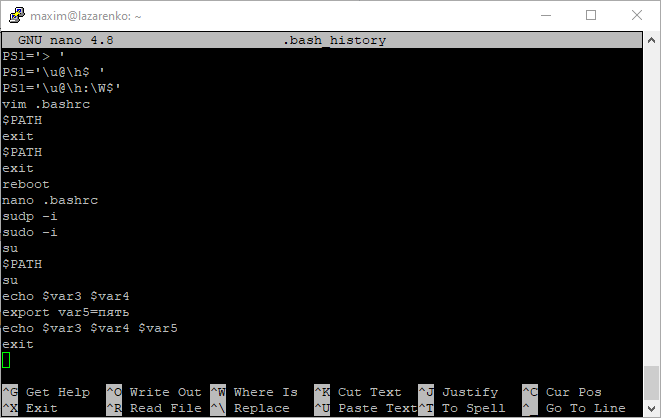 maxim@lazarenko: ~
GNU nano 4.8 .bash_history
PS1='> '
PS1='\u@\h$ '
PS1='\u@\h:\W$'
vim .bashrc
$PATH
exit
$PATH
exit
reboot
nano .bashrc
sudp -i
sudo -i
su
$PATH
su
echo $var3 $var4
export var5=пять
echo $var3 $var4 $var5
exit
^G Get Help ^O Write Out ^W Where Is ^K Cut Text ^J Justify ^C Cur Pos
^X Exit ^R Read File ^\ Replace ^U Paste Text^T To Spell ^_ Go To Line